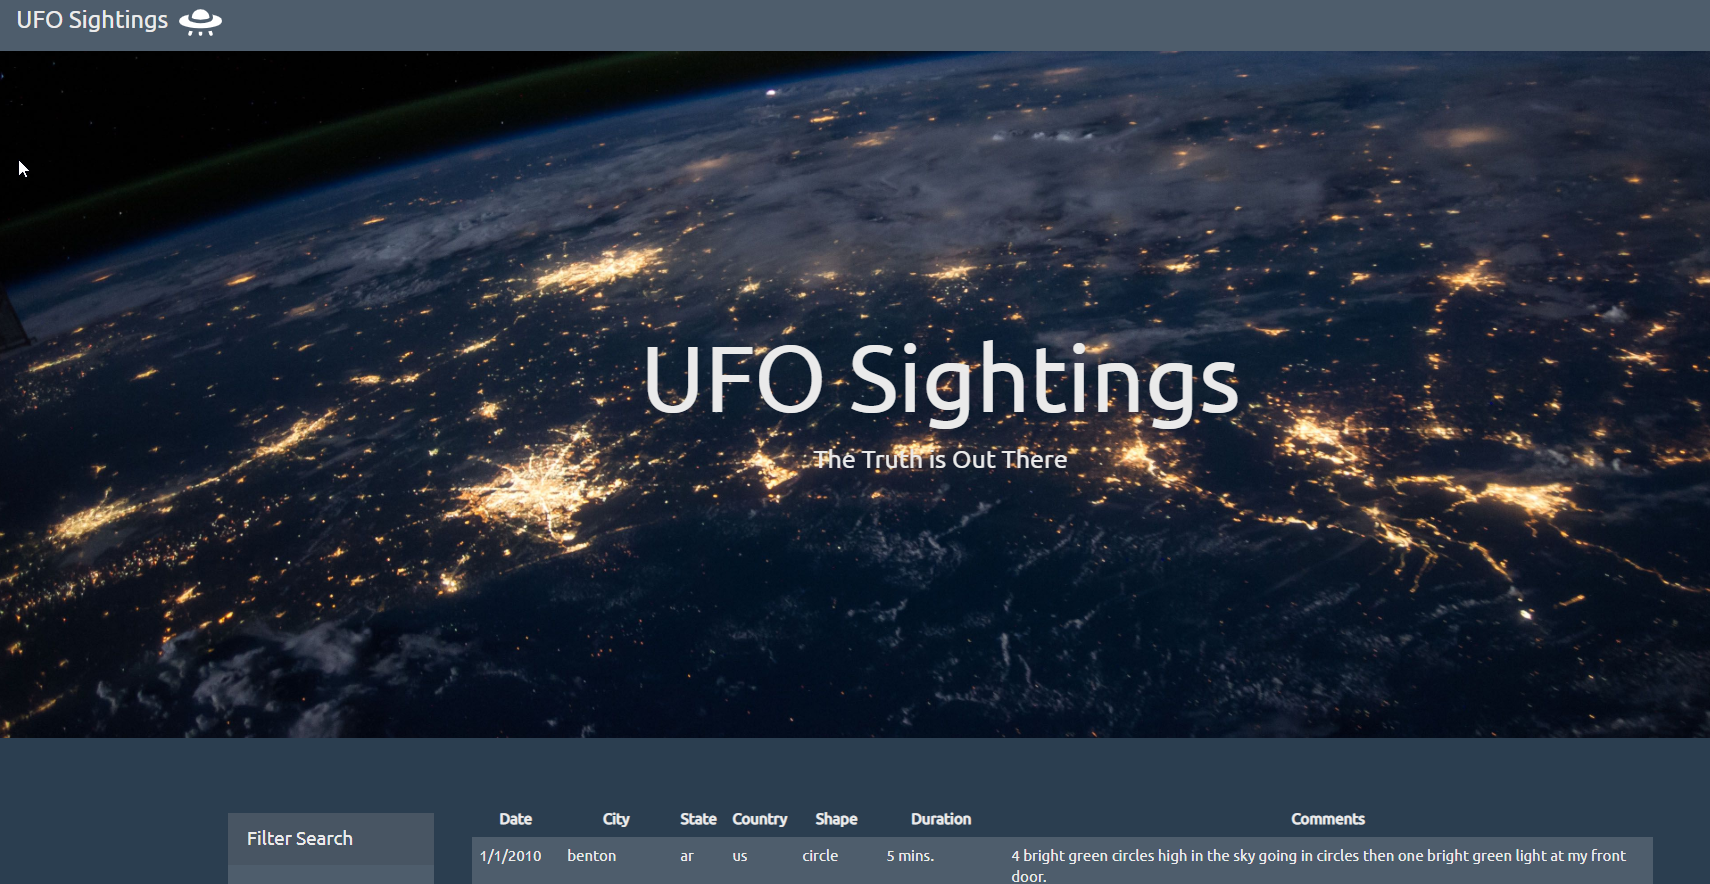 UFO Sightings
UFO Sightings
The Truth is Out There
Filter Search
Date City State Country Shape Duration Comments
1/1/2010 benton ar us circle 5 mins. 4 bright green circles high in the sky going in circles then one bright green light at my front
door.